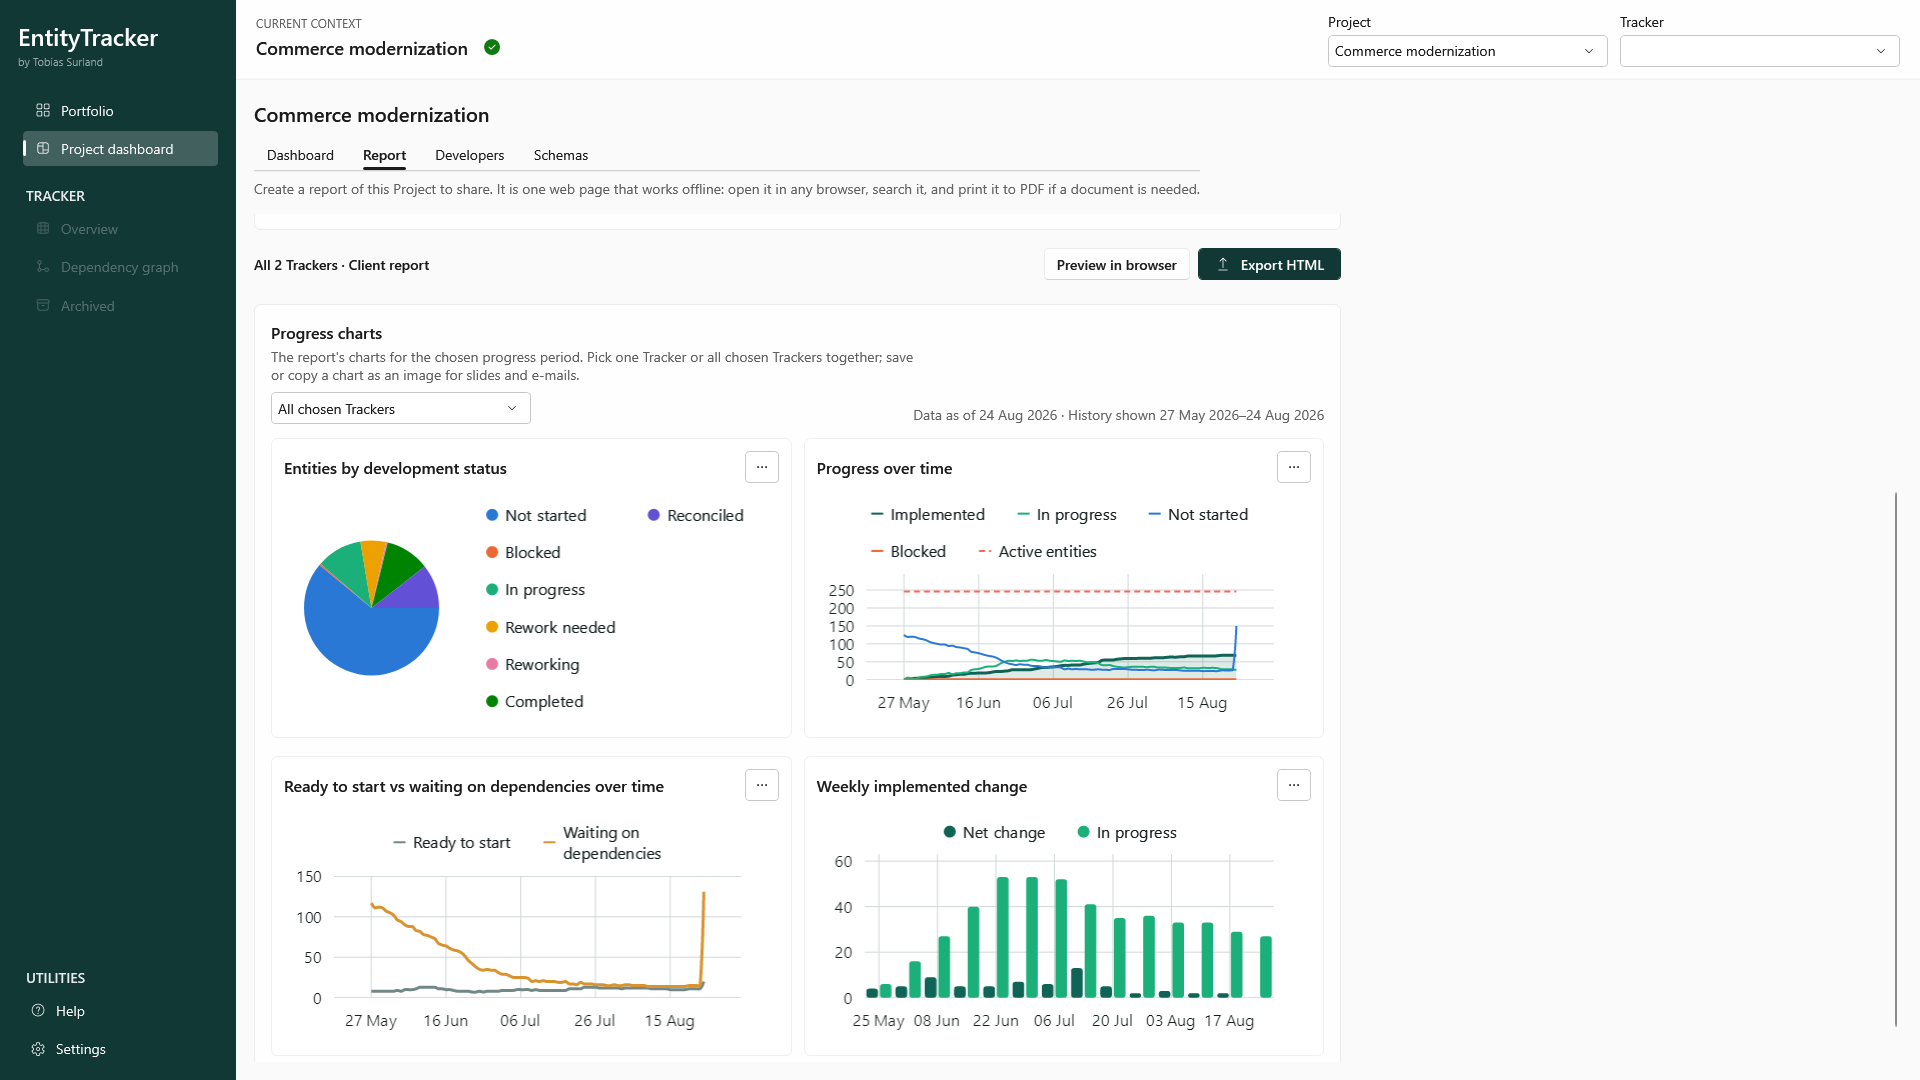 EntityTracker
by Tobias Surland
Portfolio
Project dashboard
TRACKER
Overview
Dependency graph
Archived
UTILITIES
Help
Settings
CURRENT CONTEXT
Commerce modernization
Project
Commerce modernization
Tracker
Commerce modernization
Dashboard
Report
Developers
Schemas
Create a report of this Project to share. It is one web page that works offline: open it in any browser, search it, and print it to PDF if a document is needed.
All 2 Trackers · Client report
Preview in browser
Export HTML
Progress charts
The report's charts for the chosen progress period. Pick one Tracker or all chosen Trackers together; save
or copy a chart as an image for slides and e-mails.
All chosen Trackers
Data as of 24 Aug 2026 · History shown 27 May 2026–24 Aug 2026
Entities by development status
Not started
Reconciled
Blocked
In progress
Rework needed
Reworking
Completed
Progress over time
Implemented
In progress
Not started
Blocked
Active entities
250
200
150
100
50
0
27 May
16 Jun
06 Jul
26 Jul
15 Aug
Ready to start vs waiting on dependencies over time
Ready to start
Waiting on
dependencies
150
100
50
0
27 May
16 Jun
06 Jul
26 Jul
15 Aug
Weekly implemented change
Net change
In progress
60
40
20
0
25 May
08 Jun
22 Jun
06 Jul
20 Jul
03 Aug
17 Aug